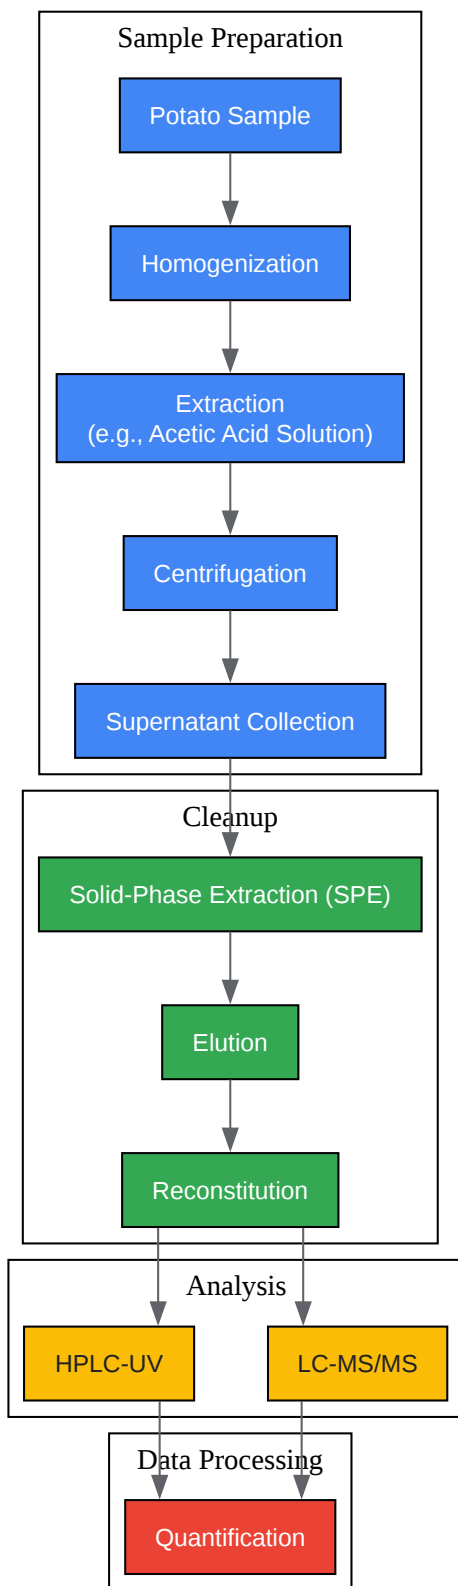 Sample Preparation
Potato Sample
Homogenization
Extraction
(e.g., Acetic Acid Solution)
Centrifugation
Supernatant Collection
Cleanup
Solid-Phase Extraction (SPE)
Elution
Reconstitution
Analysis
HPLC-UV
LC-MS/MS
Data Processing
Quantification